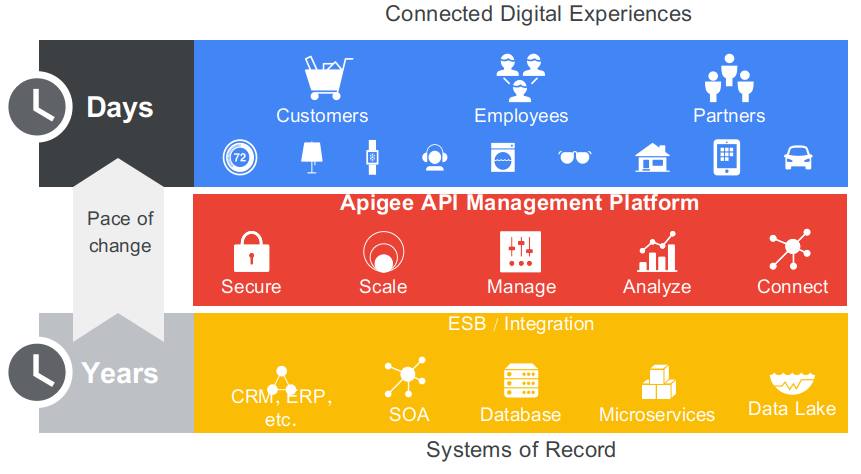 Connected Digital Experiences
Days
Customers
Employees
Partners
72
Pace of
change
Apigee API Management Platform
Secure
Scale
Manage
Analyze
Connect
Years
ESB / Integration
CRM, ERP,
etc.
SOA
Database
Microservices
Data Lake
Systems of Record